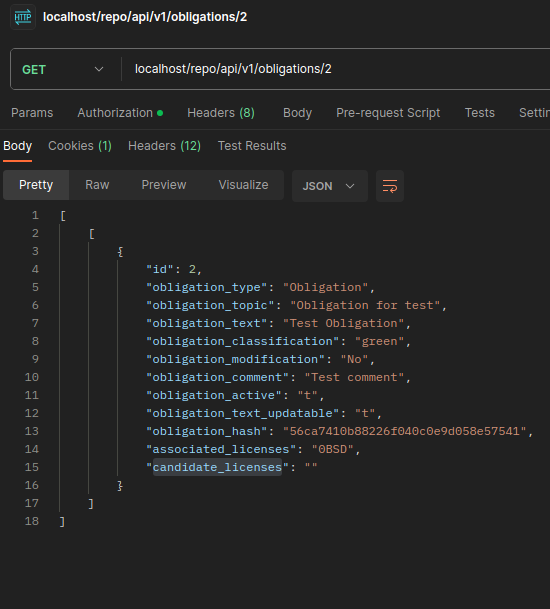 HTTP localhost/repo/api/v1/obligations/2
GET localhost/repo/api/v1/obligations/2
Params Authorization Headers (8) Body Pre-request Script Tests Settin
Body Cookies (1) Headers (12) Test Results
Pretty Raw Preview Visualize JSON
1 [
2 [
3 {
4 "id": 2,
5 "obligation_type": "Obligation",
6 "obligation_topic": "Obligation for test",
7 "obligation_text": "Test Obligation",
8 "obligation_classification": "green",
9 "obligation_modification": "No",
10 "obligation_comment": "Test comment",
11 "obligation_active": "t",
12 "obligation_text_updatable": "t",
13 "obligation_hash": "56ca7410b88226f040c0e9d058e57541",
14 "associated_licenses": "0BSD",
15 "candidate_licenses": ""
16 }
17 ]
18 ]